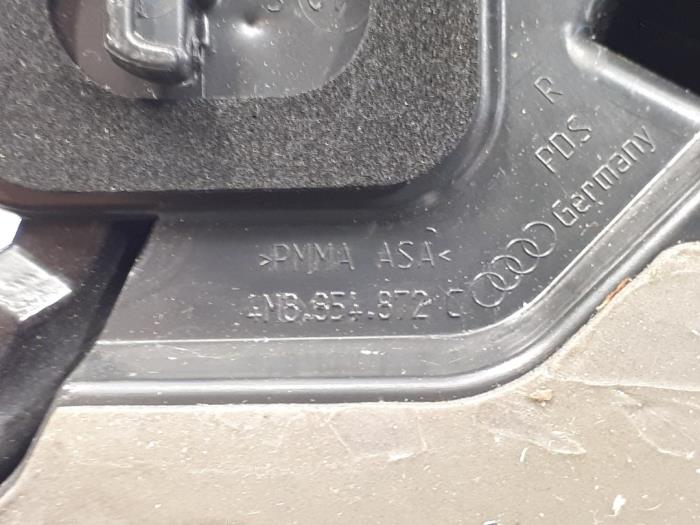 R
PDS
Germany
>PMMA ASA<
4M8.854.872 C